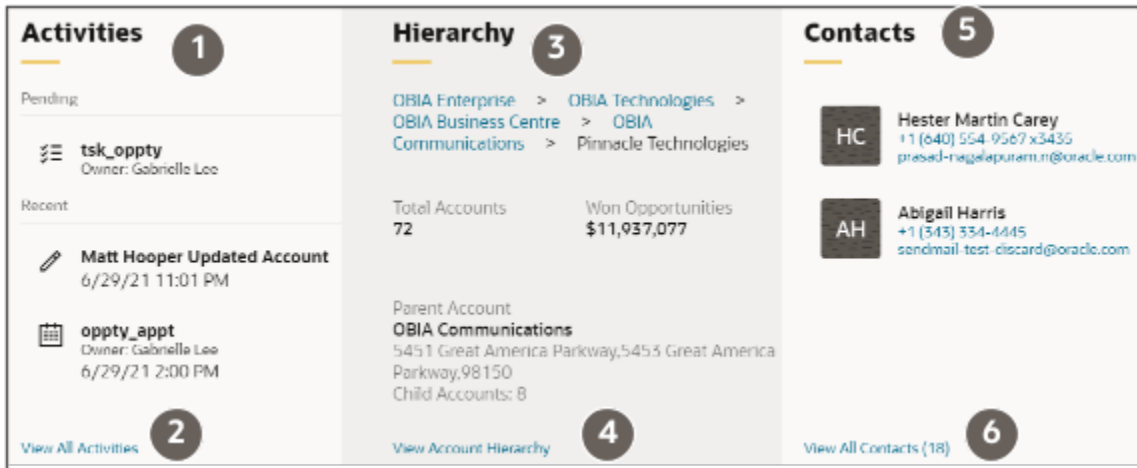 Activities
1
Pending
tsk_oppty
Owner: Gabrielle Lee
Recent
Matt Hooper Updated Account
6/29/21 11:01 PM
oppty_appt
Owner: Gabrielle Lee
6/29/21 2:00 PM
View All Activities
2
Hierarchy
3
OBIA Enterprise > OBIA Technologies >
OBIA Business Centre > OBIA
Communications > Pinnacle Technologies
Total Accounts
Won Opportunities
72
$11,937,077
Parent Account
OBIA Communications
5451 Great America Parkway,5453 Great America
Parkway,98150
Child Accounts: 8
View Account Hierarchy
4
Contacts
5
HC
Hester Martin Carey
+1 (640) 554-9567 x3435
prasad-nagalapuram.n@oracle.com
AH
Abigail Harris
+1 (343) 334-4445
sendmail-test-discard@oracle.com
View All Contacts (18)
6